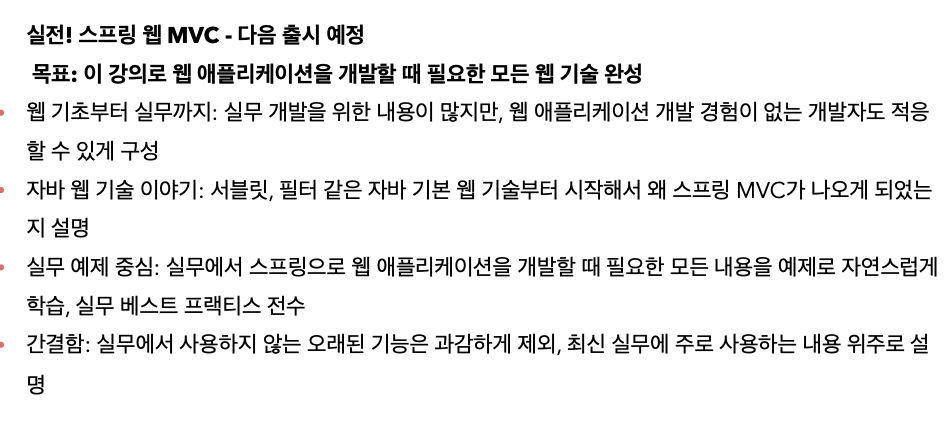 실전! 스프링 웹 MVC - 다음 출시 예정
목표: 이 강의로 웹 애플리케이션을 개발할 때 필요한 모든 웹 기술 완성
웹 기초부터 실무까지: 실무 개발을 위한 내용이 많지만, 웹 애플리케이션 개발 경험이 없는 개발자도 적응
할 수 있게 구성
자바 웹 기술 이야기: 서블릿, 필터 같은 자바 기본 웹 기술부터 시작해서 왜 스프링 MVC가 나오게 되었는
지 설명
실무 예제 중심: 실무에서 스프링으로 웹 애플리케이션을 개발할 때 필요한 모든 내용을 예제로 자연스럽게
학습, 실무 베스트 프랙티스 전수
간결함: 실무에서 사용하지 않는 오래된 기능은 과감하게 제외, 최신 실무에 주로 사용하는 내용 위주로 설
명